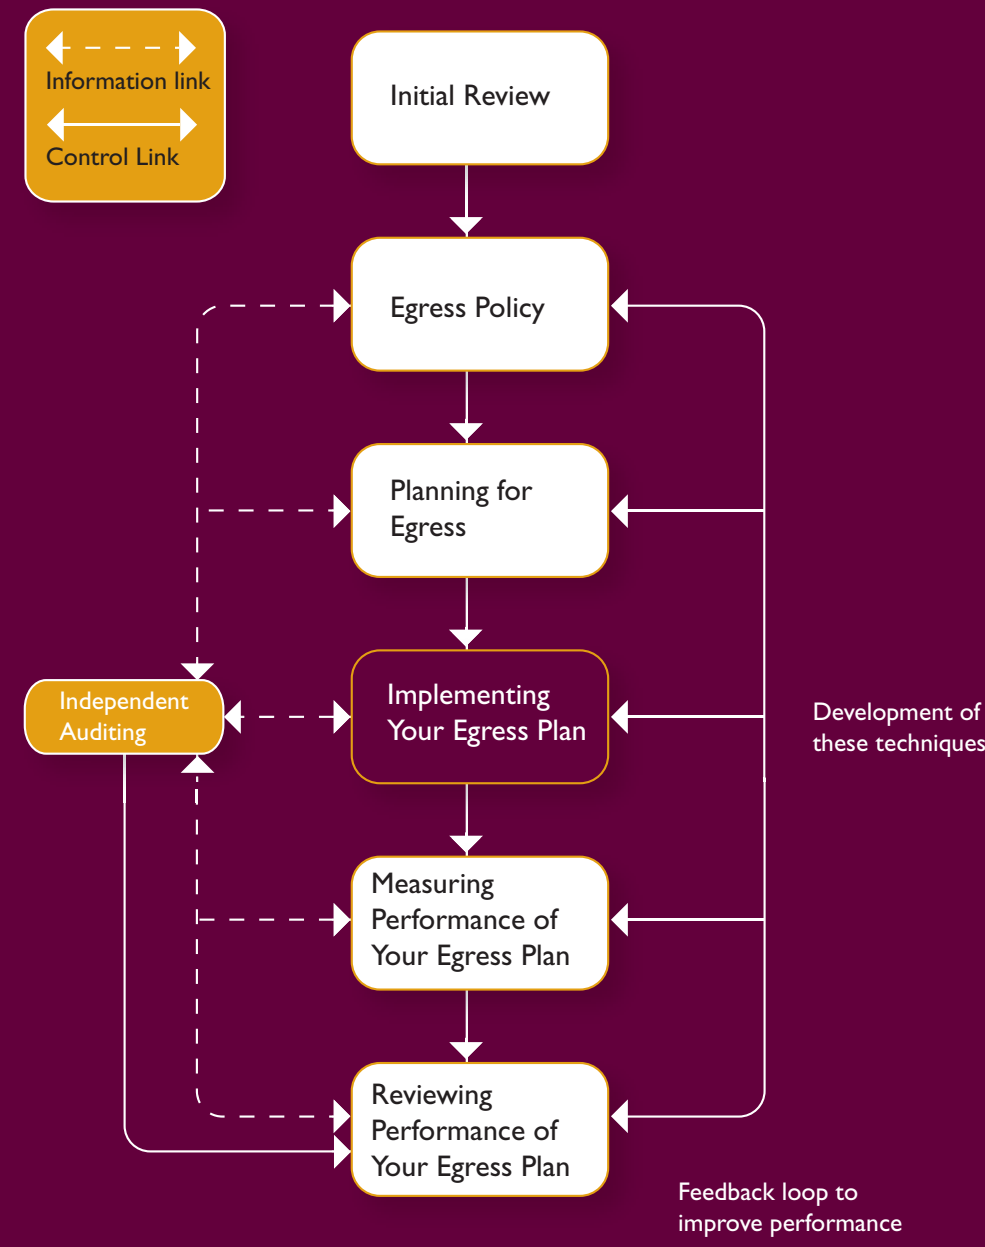 Information link
Control Link
Initial Review
Egress Policy
Planning for
Egress
Implementing
Your Egress Plan
Independent
Auditing
Development of
these techniques
Measuring
Performance of
Your Egress Plan
Reviewing
Performance of
Your Egress Plan
Feedback loop to
improve performance